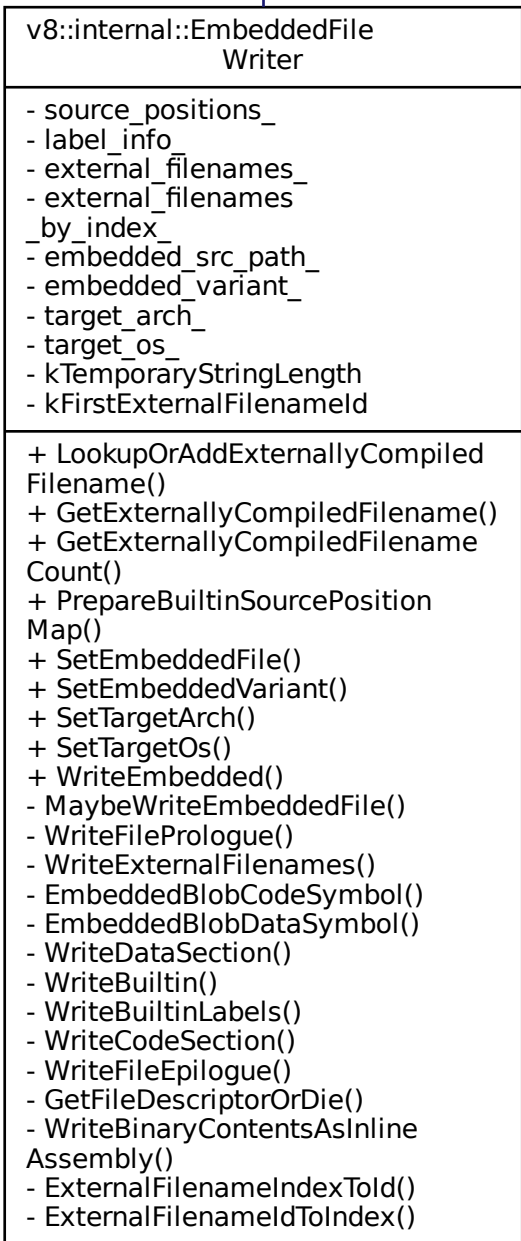 v8::internal::EmbeddedFile
Writer
- source_positions_
- label_info_
- external_filenames_
- external_filenames
_by_index_
- embedded_src_path_
- embedded_variant_
- target_arch_
- target_os_
- kTemporaryStringLength
- kFirstExternalFilenameId
+ LookupOrAddExternallyCompiled
Filename()
+ GetExternallyCompiledFilename()
+ GetExternallyCompiledFilename
Count()
+ PrepareBuiltinSourcePosition
Map()
+ SetEmbeddedFile()
+ SetEmbeddedVariant()
+ SetTargetArch()
+ SetTargetOs()
+ WriteEmbedded()
- MaybeWriteEmbeddedFile()
- WriteFilePrologue()
- WriteExternalFilenames()
- EmbeddedBlobCodeSymbol()
- EmbeddedBlobDataSymbol()
- WriteDataSection()
- WriteBuiltin()
- WriteBuiltinLabels()
- WriteCodeSection()
- WriteFileEpilogue()
- GetFileDescriptorOrDie()
- WriteBinaryContentsAsInline
Assembly()
- ExternalFilenameIndexToId()
- ExternalFilenameIdToIndex()